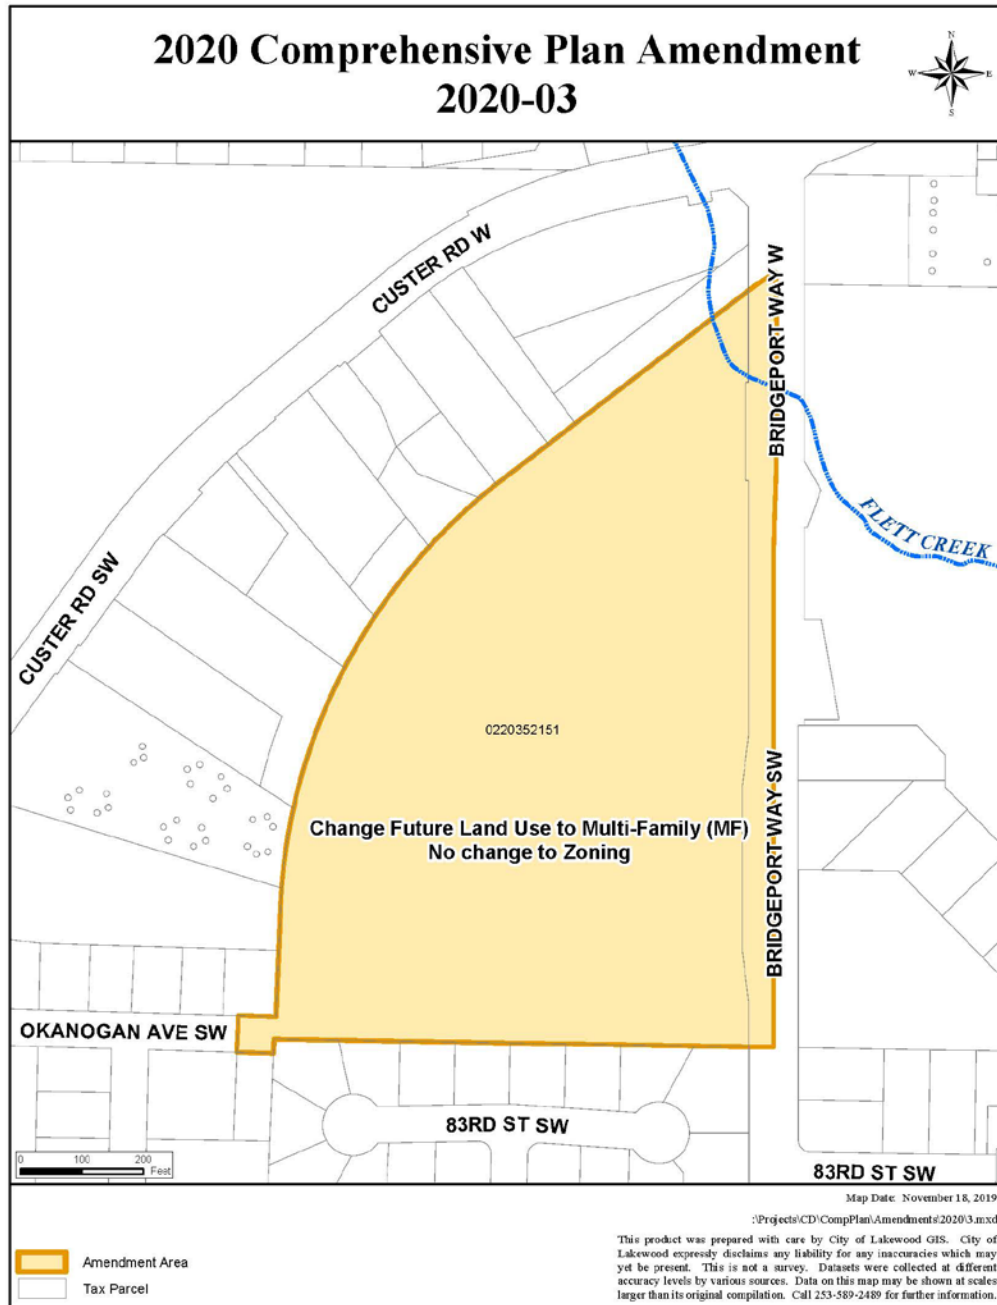 2020 Comprehensive Plan Amendment
2020-03
N
W
E
S
CUSTER RD W
BRIDGEPORT WAY W
FLETT CREEK
CUSTER RD SW
0220352151
BRIDGEPORT WAY SW
Change Future Land Use to Multi-Family (MF)
No change to Zoning
OKANOGAN AVE SW
83RD ST SW
83RD ST SW
0 100 200
Feet
Map Date: November 18, 2019
:\Projects\CD\CompPlan\Amendments\2020\3.mxd
This product was prepared with care by City of Lakewood GIS. City of
Lakewood expressly disclaims any liability for any inaccuracies which may
yet be present. This is not a survey. Datasets were collected at different
accuracy levels by various sources. Data on this map may be shown at scales
larger than its original compilation. Call 253-589-2489 for further information.
Amendment Area
Tax Parcel